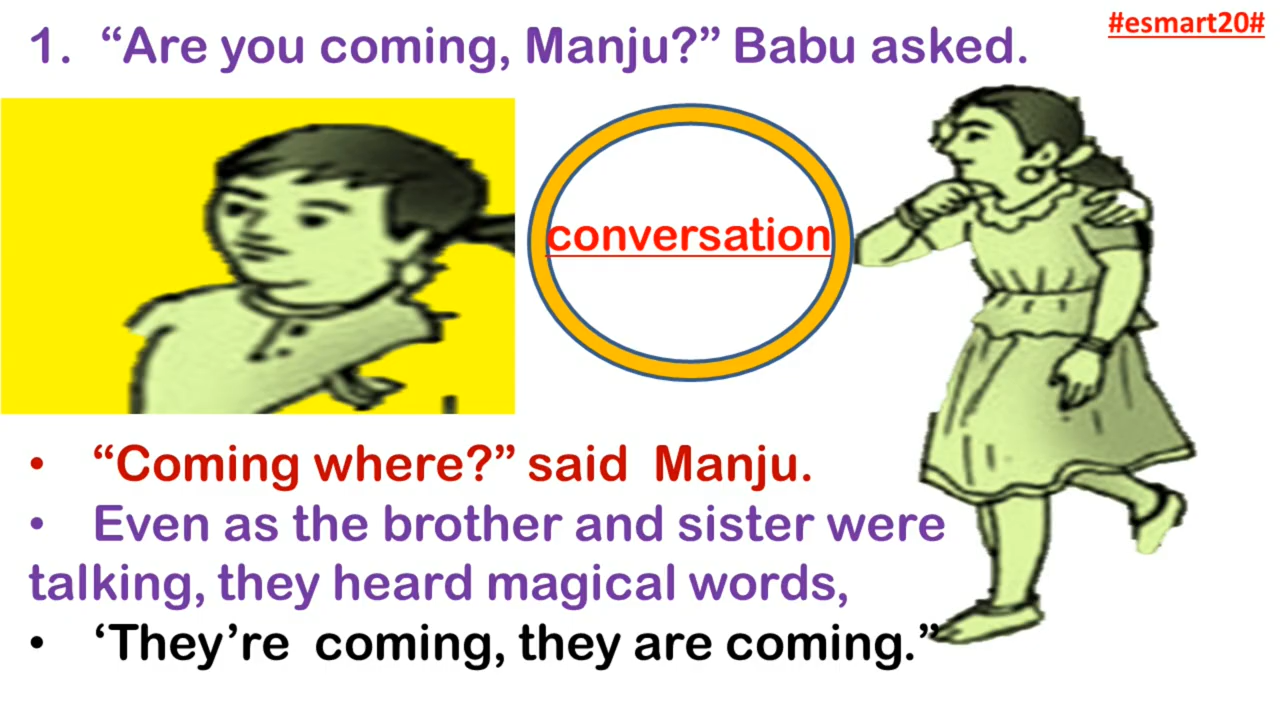 #esmart20#
1. “Are you coming, Manju?” Babu asked.
conversation
• “Coming where?” said Manju.
• Even as the brother and sister were
talking, they heard magical words,
• ‘They’re coming, they are coming.”